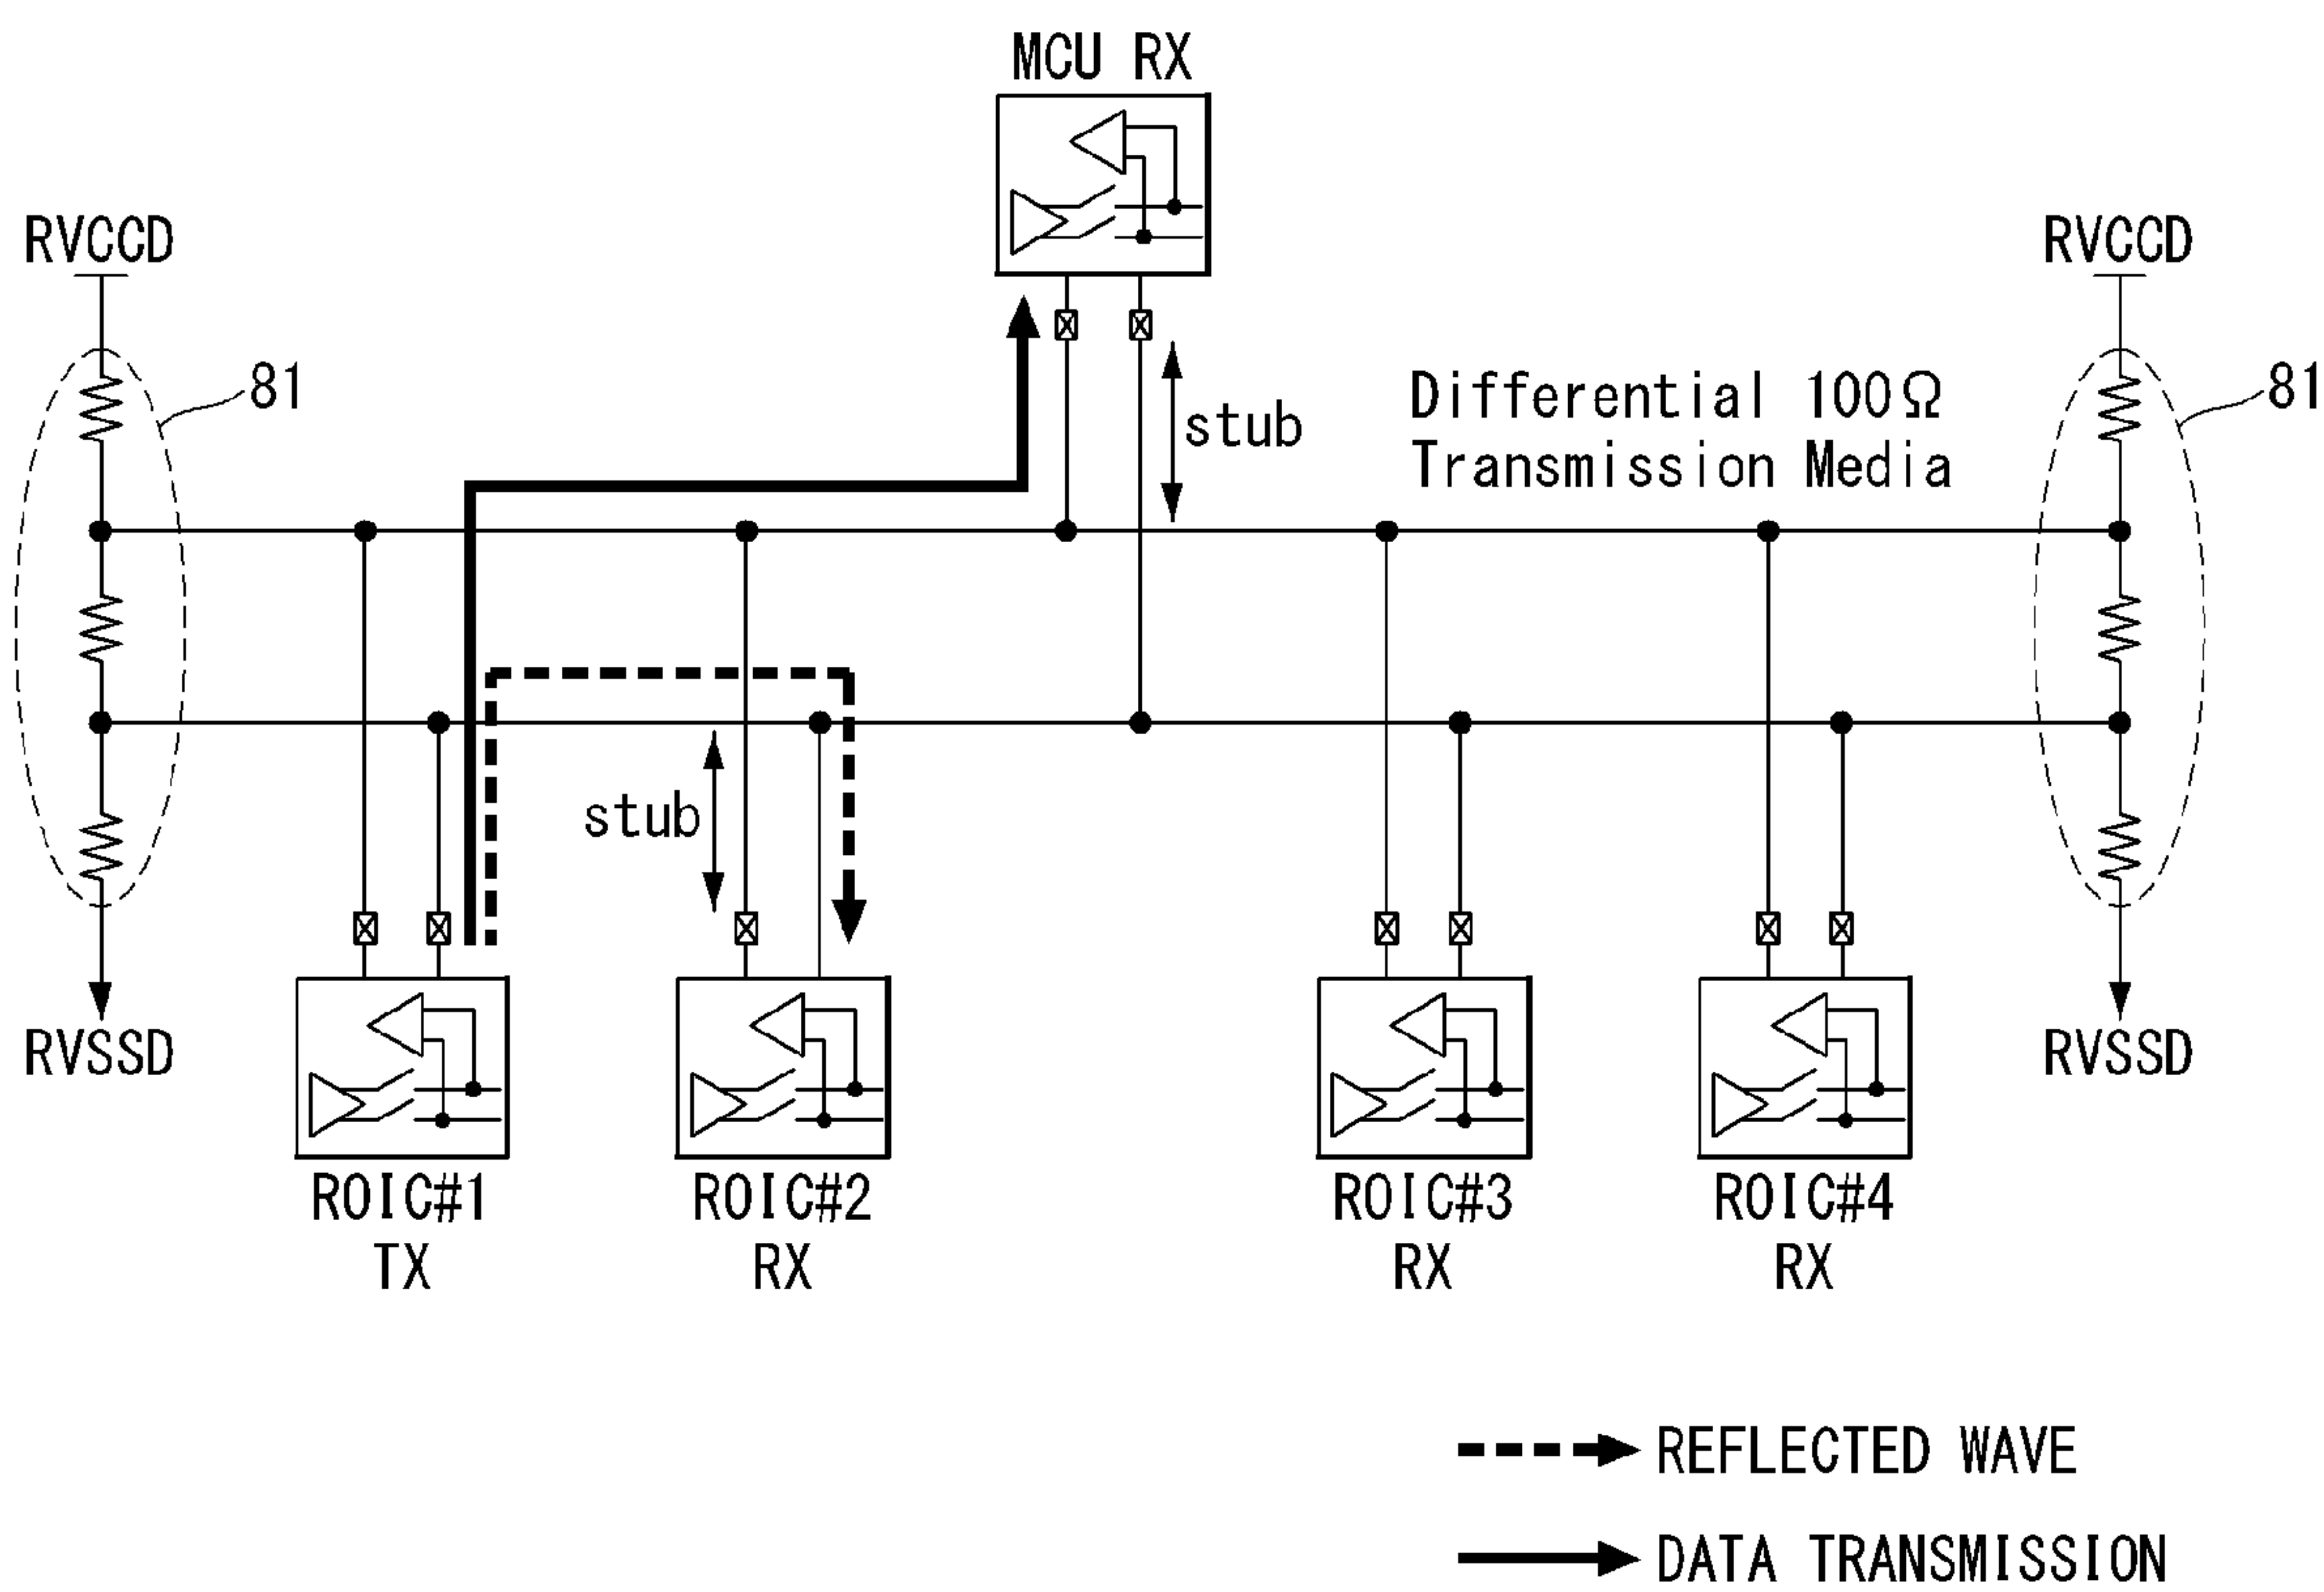 MCU RX
RVCCD
RVCCD
81
81
stub
Differential 100Ω
Transmission Media
stub
RVSSD
RVSSD
ROIC#1
TX
ROIC#2
RX
ROIC#3
RX
ROIC#4
RX
REFLECTED WAVE
DATA TRANSMISSION